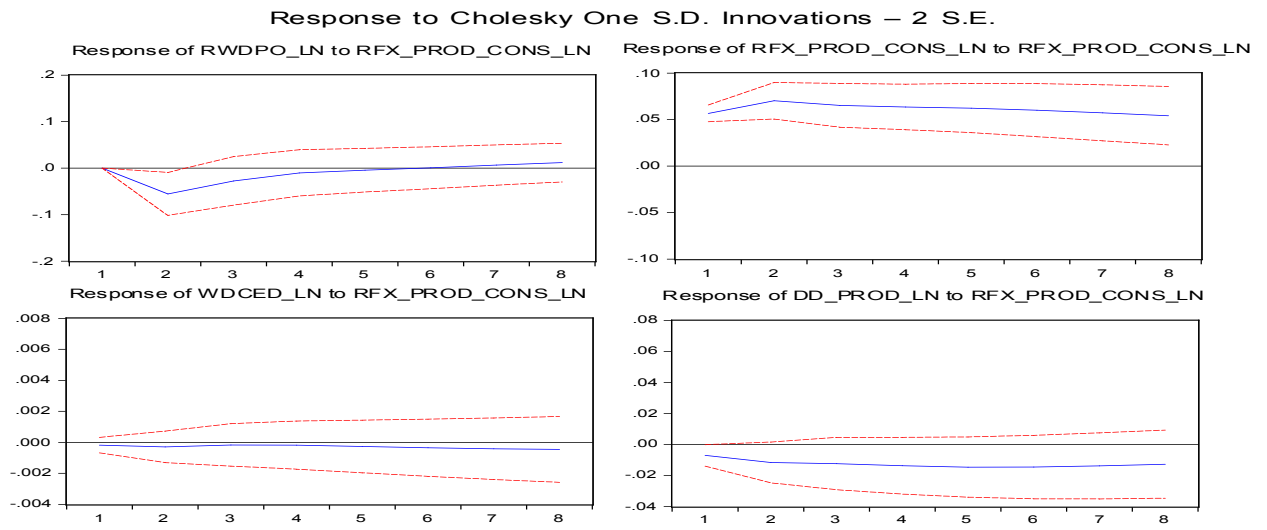 Response to Cholesky One S.D. Innovations – 2 S.E.
Response of RWDPO_LN to RFX_PROD_CONS_LN
.2
.1
.0
-.1
-.2
1 2 3 4 5 6 7 8
Response of RFX_PROD_CONS_LN to RFX_PROD_CONS_LN
.10
.05
.00
-.05
-.10
1 2 3 4 5 6 7 8
Response of WDCED_LN to RFX_PROD_CONS_LN
.008
.006
.004
.002
.000
-.002
-.004
1 2 3 4 5 6 7 8
Response of DD_PROD_LN to RFX_PROD_CONS_LN
.08
.06
.04
.02
.00
-.02
-.04
1 2 3 4 5 6 7 8